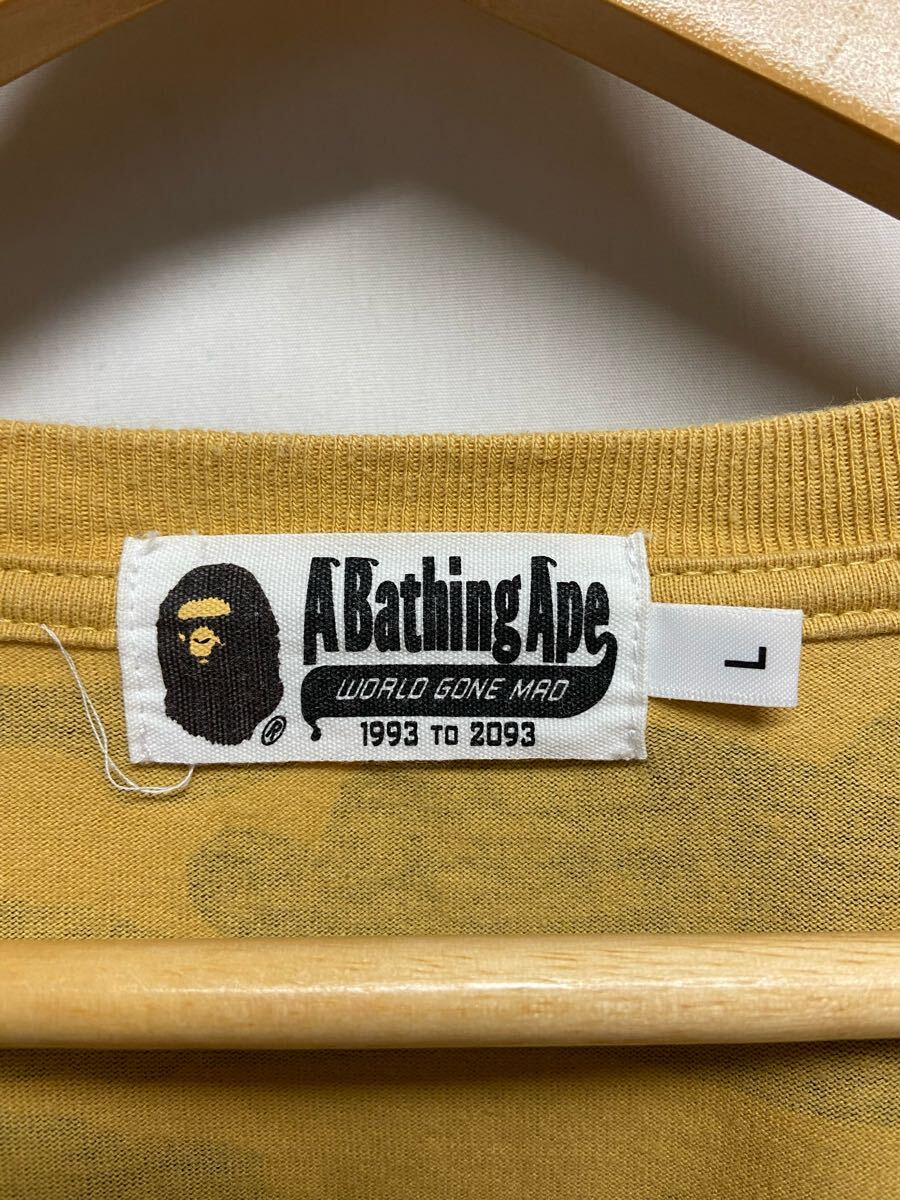 A Bathing Ape
WORLD GONE MAD
1993 TO 2093
®
L